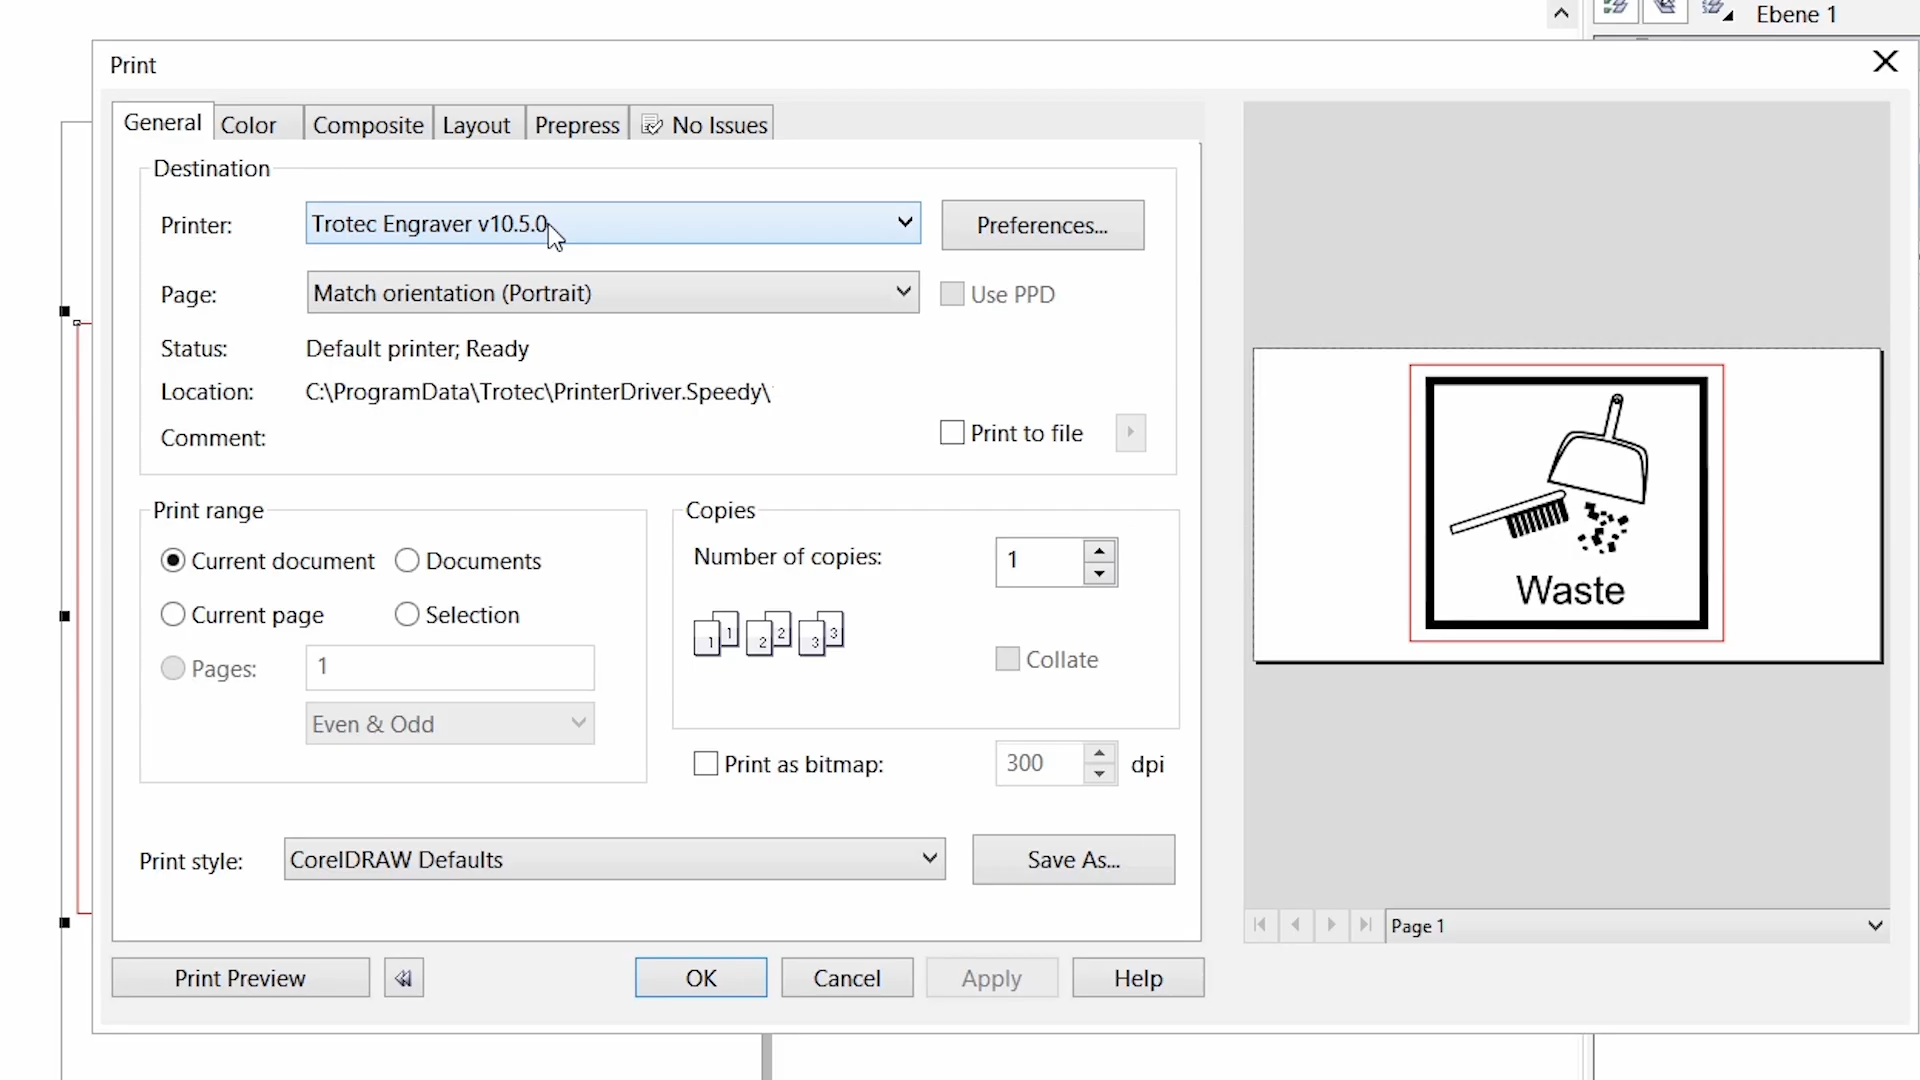 Ebene 1
Print
General Color Composite Layout Prepress No Issues
Destination
Printer: Trotec Engraver v10.5.0 Preferences...
Page: Match orientation (Portrait) Use PPD
Status: Default printer; Ready
Location: C:\ProgramData\Trotec\PrinterDriver.Speedy\
Comment: Print to file
Print range
Current document Documents
Current page Selection
Pages: 1
Even & Odd
Copies
Number of copies: 1
1 1 2 2 3 3
Collate
Print as bitmap: 300 dpi
Print style: CorelDRAW Defaults Save As...
Waste
Page 1
Print Preview OK Cancel Apply Help